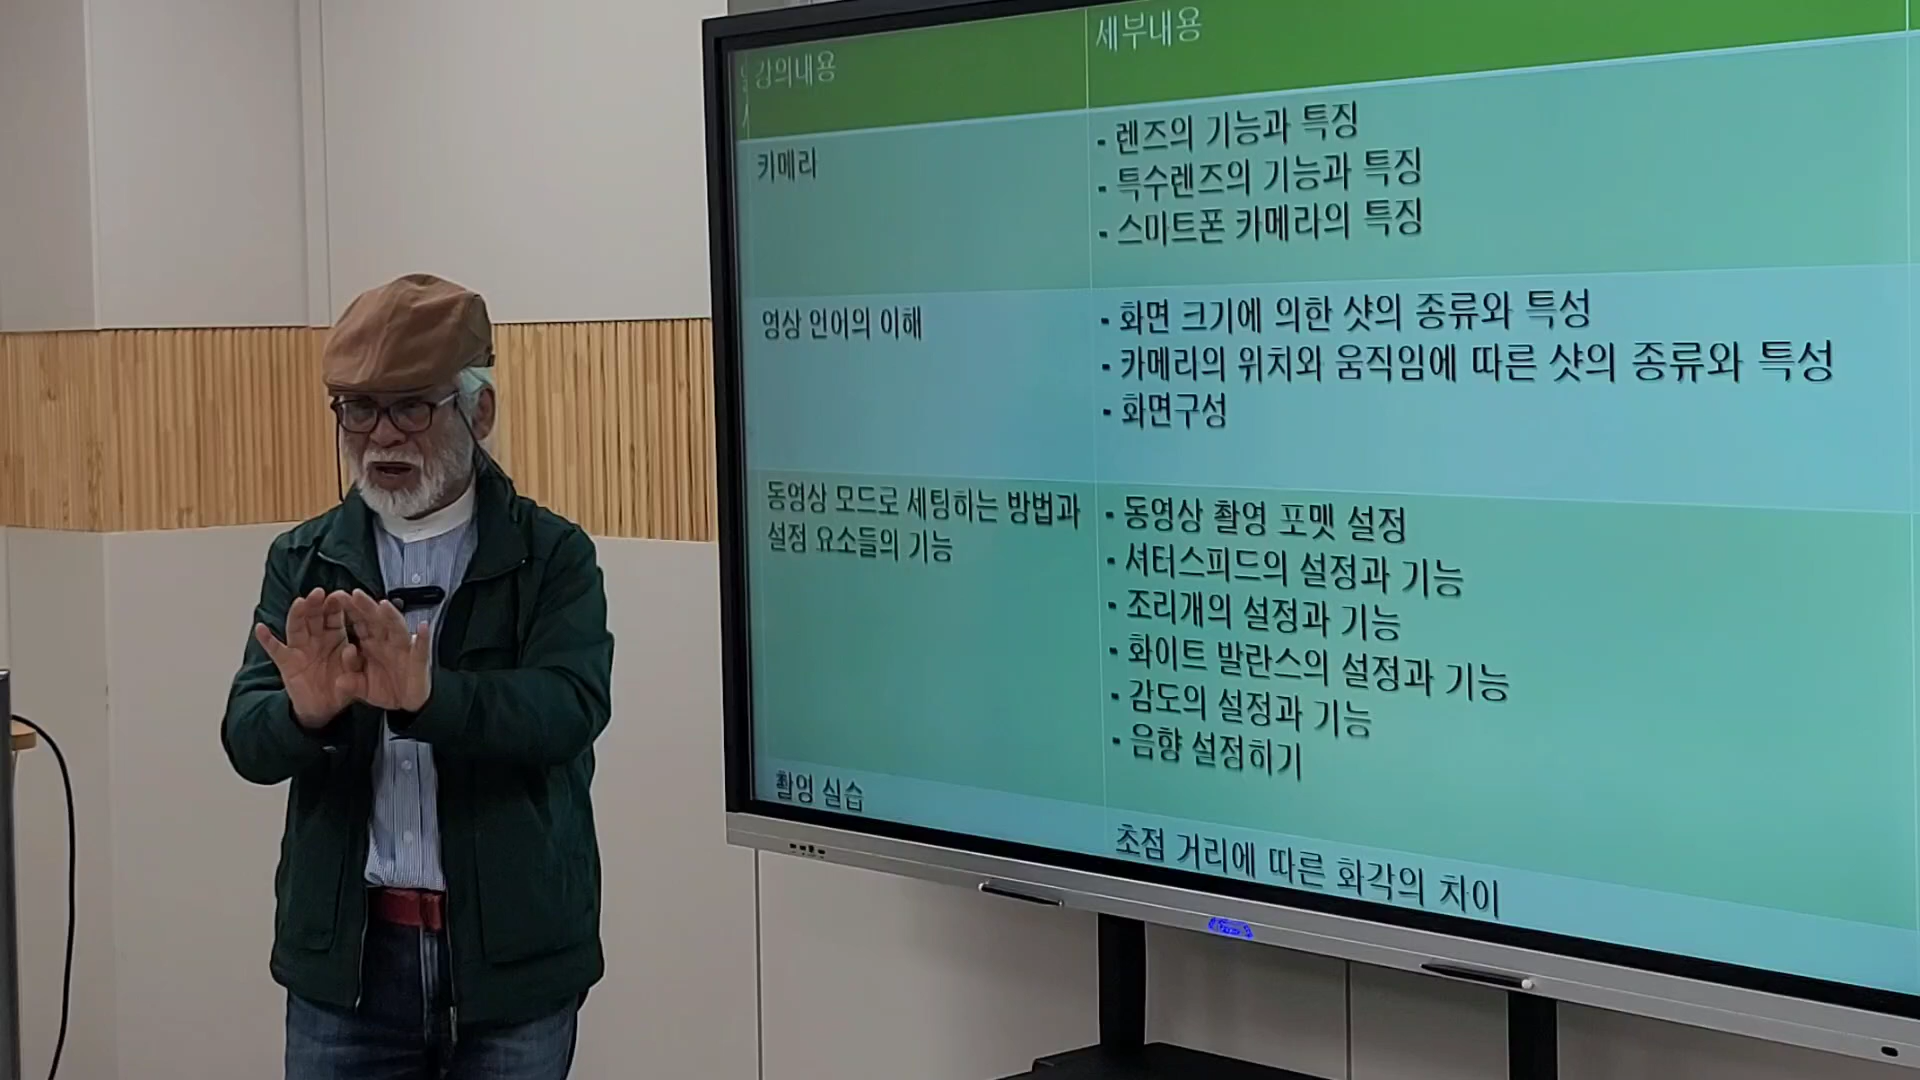 강의내용
세부내용
카메라
- 렌즈의 기능과 특징
- 특수렌즈의 기능과 특징
- 스마트폰 카메라의 특징
영상 언어의 이해
- 화면 크기에 의한 샷의 종류와 특성
- 카메리의 위치와 움직임에 따른 샷의 종류와 특성
- 화면구성
동영상 모드로 세팅하는 방법과
설정 요소들의 기능
- 동영상 촬영 포맷 설정
- 셔터스피드의 설정과 기능
- 조리개의 설정과 기능
- 화이트 발란스의 설정과 기능
- 감도의 설정과 기능
- 음향 설정하기
촬영 실습
초점 거리에 따른 화각의 차이